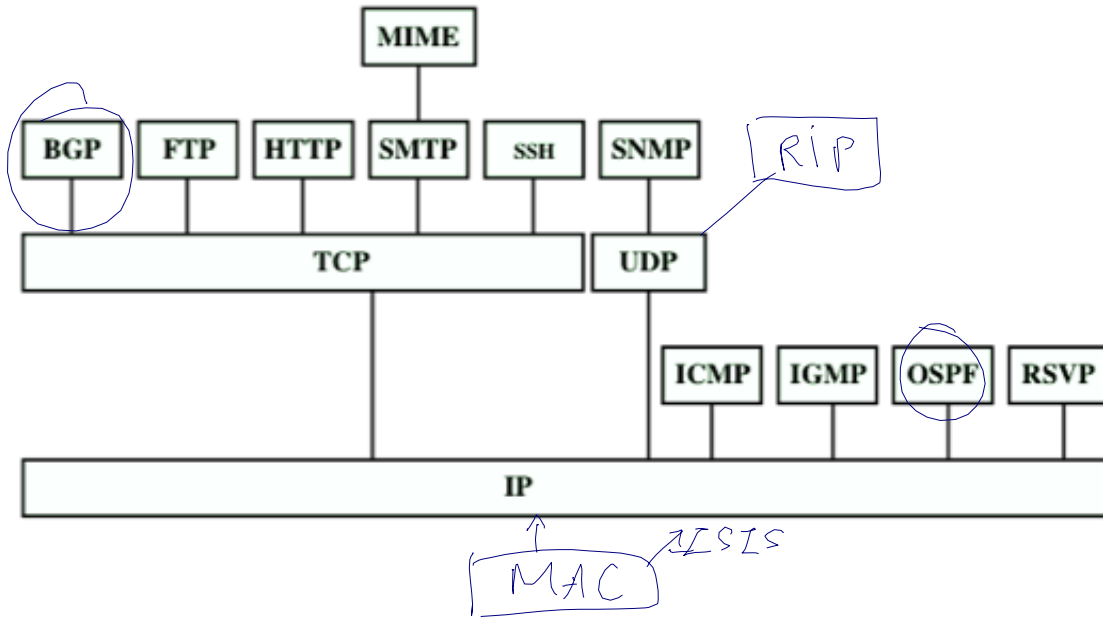 MIME
BGP FTP HTTP SMTP SSH SNMP
RIP
TCP UDP
ICMP IGMP OSPF RSVP
IP
ISIS
MAC